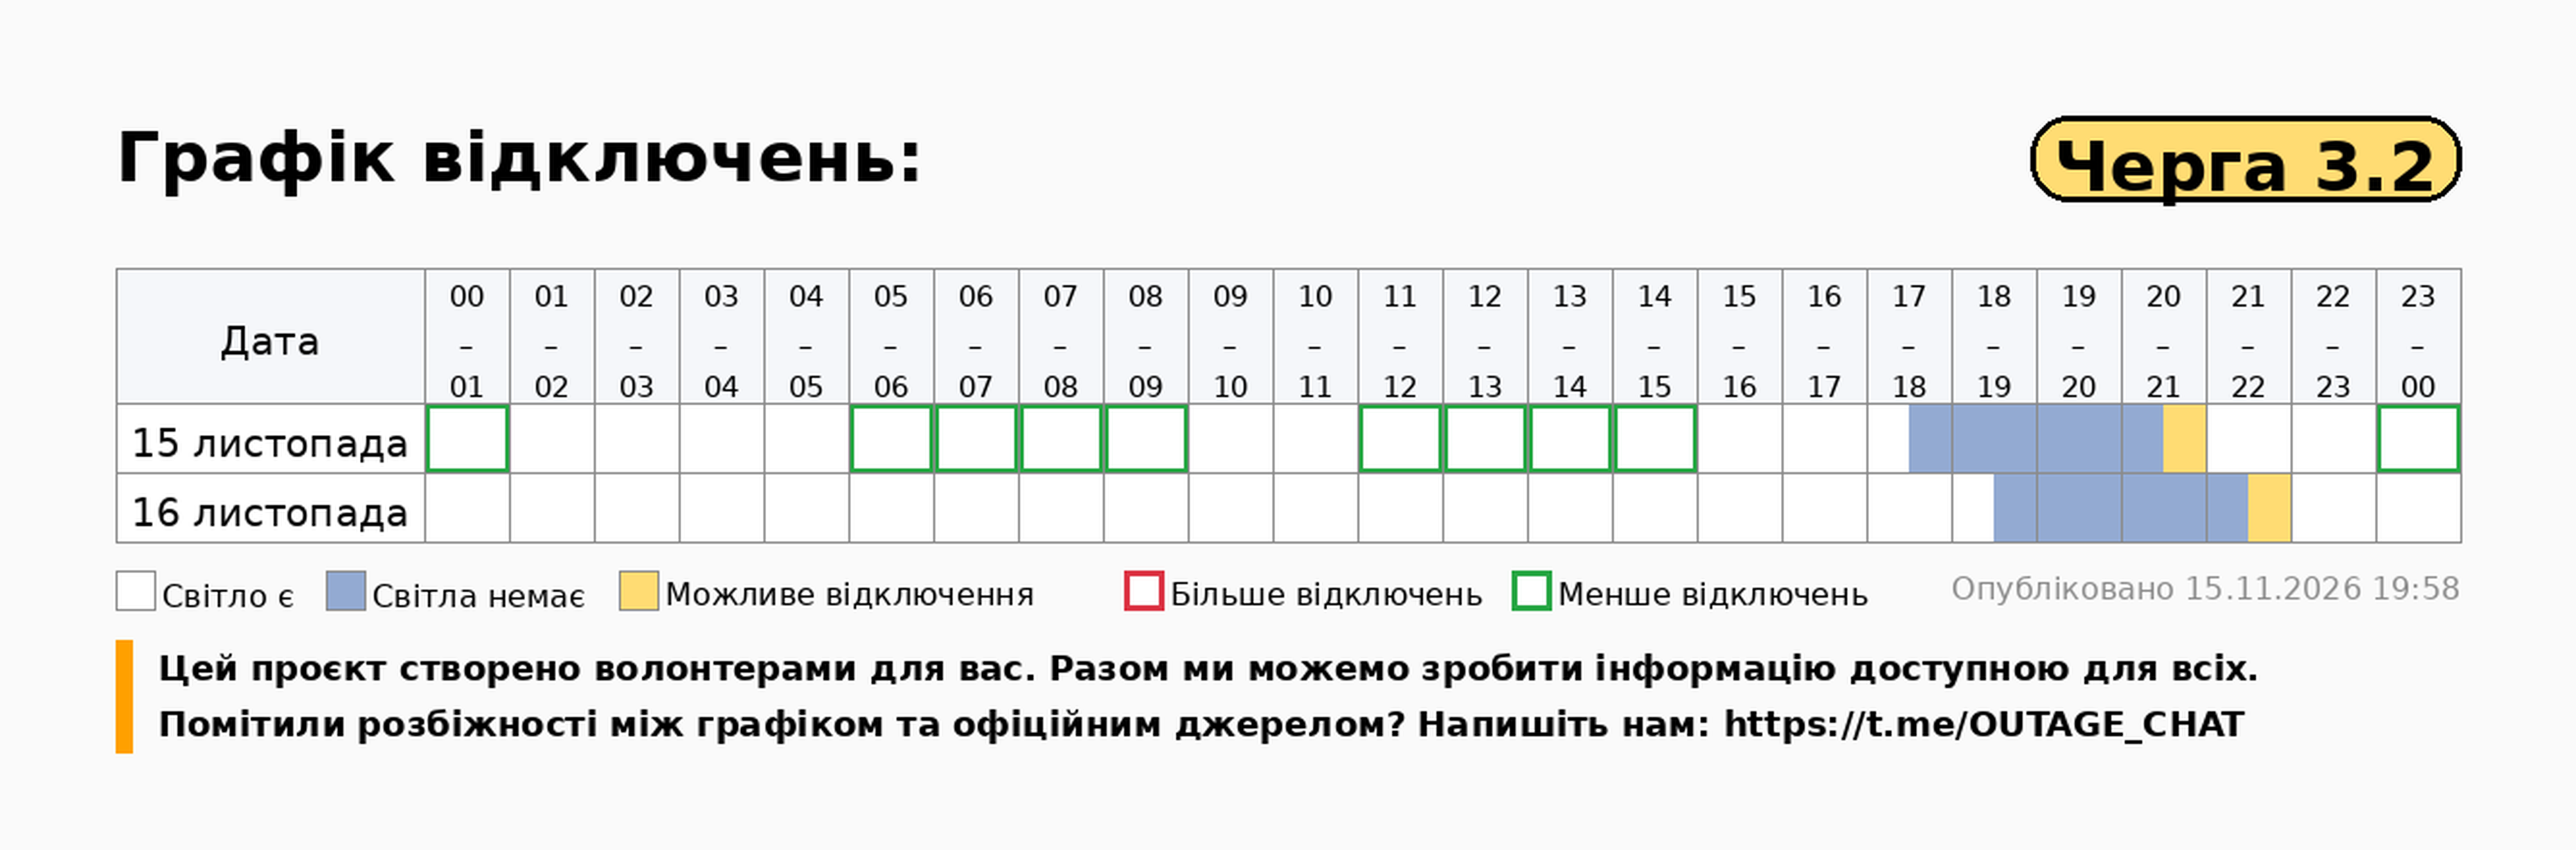 Графік відключень:
Черга 3.2
Дата 00 – 01 01 – 02 02 – 03 03 – 04 04 – 05 05 – 06 06 – 07 07 – 08 08 – 09 09 – 10 10 – 11 11 – 12 12 – 13 13 – 14 14 – 15 15 – 16 16 – 17 17 – 18 18 – 19 19 – 20 20 – 21 21 – 22 22 – 23 23 – 00
15 листопада
16 листопада
Світло є Світла немає Можливе відключення Більше відключень Менше відключень Опубліковано 15.11.2026 19:58
Цей проєкт створено волонтерами для вас. Разом ми можемо зробити інформацію доступною для всіх.
Помітили розбіжності між графіком та офіційним джерелом? Напишіть нам: https://t.me/OUTAGE_CHAT